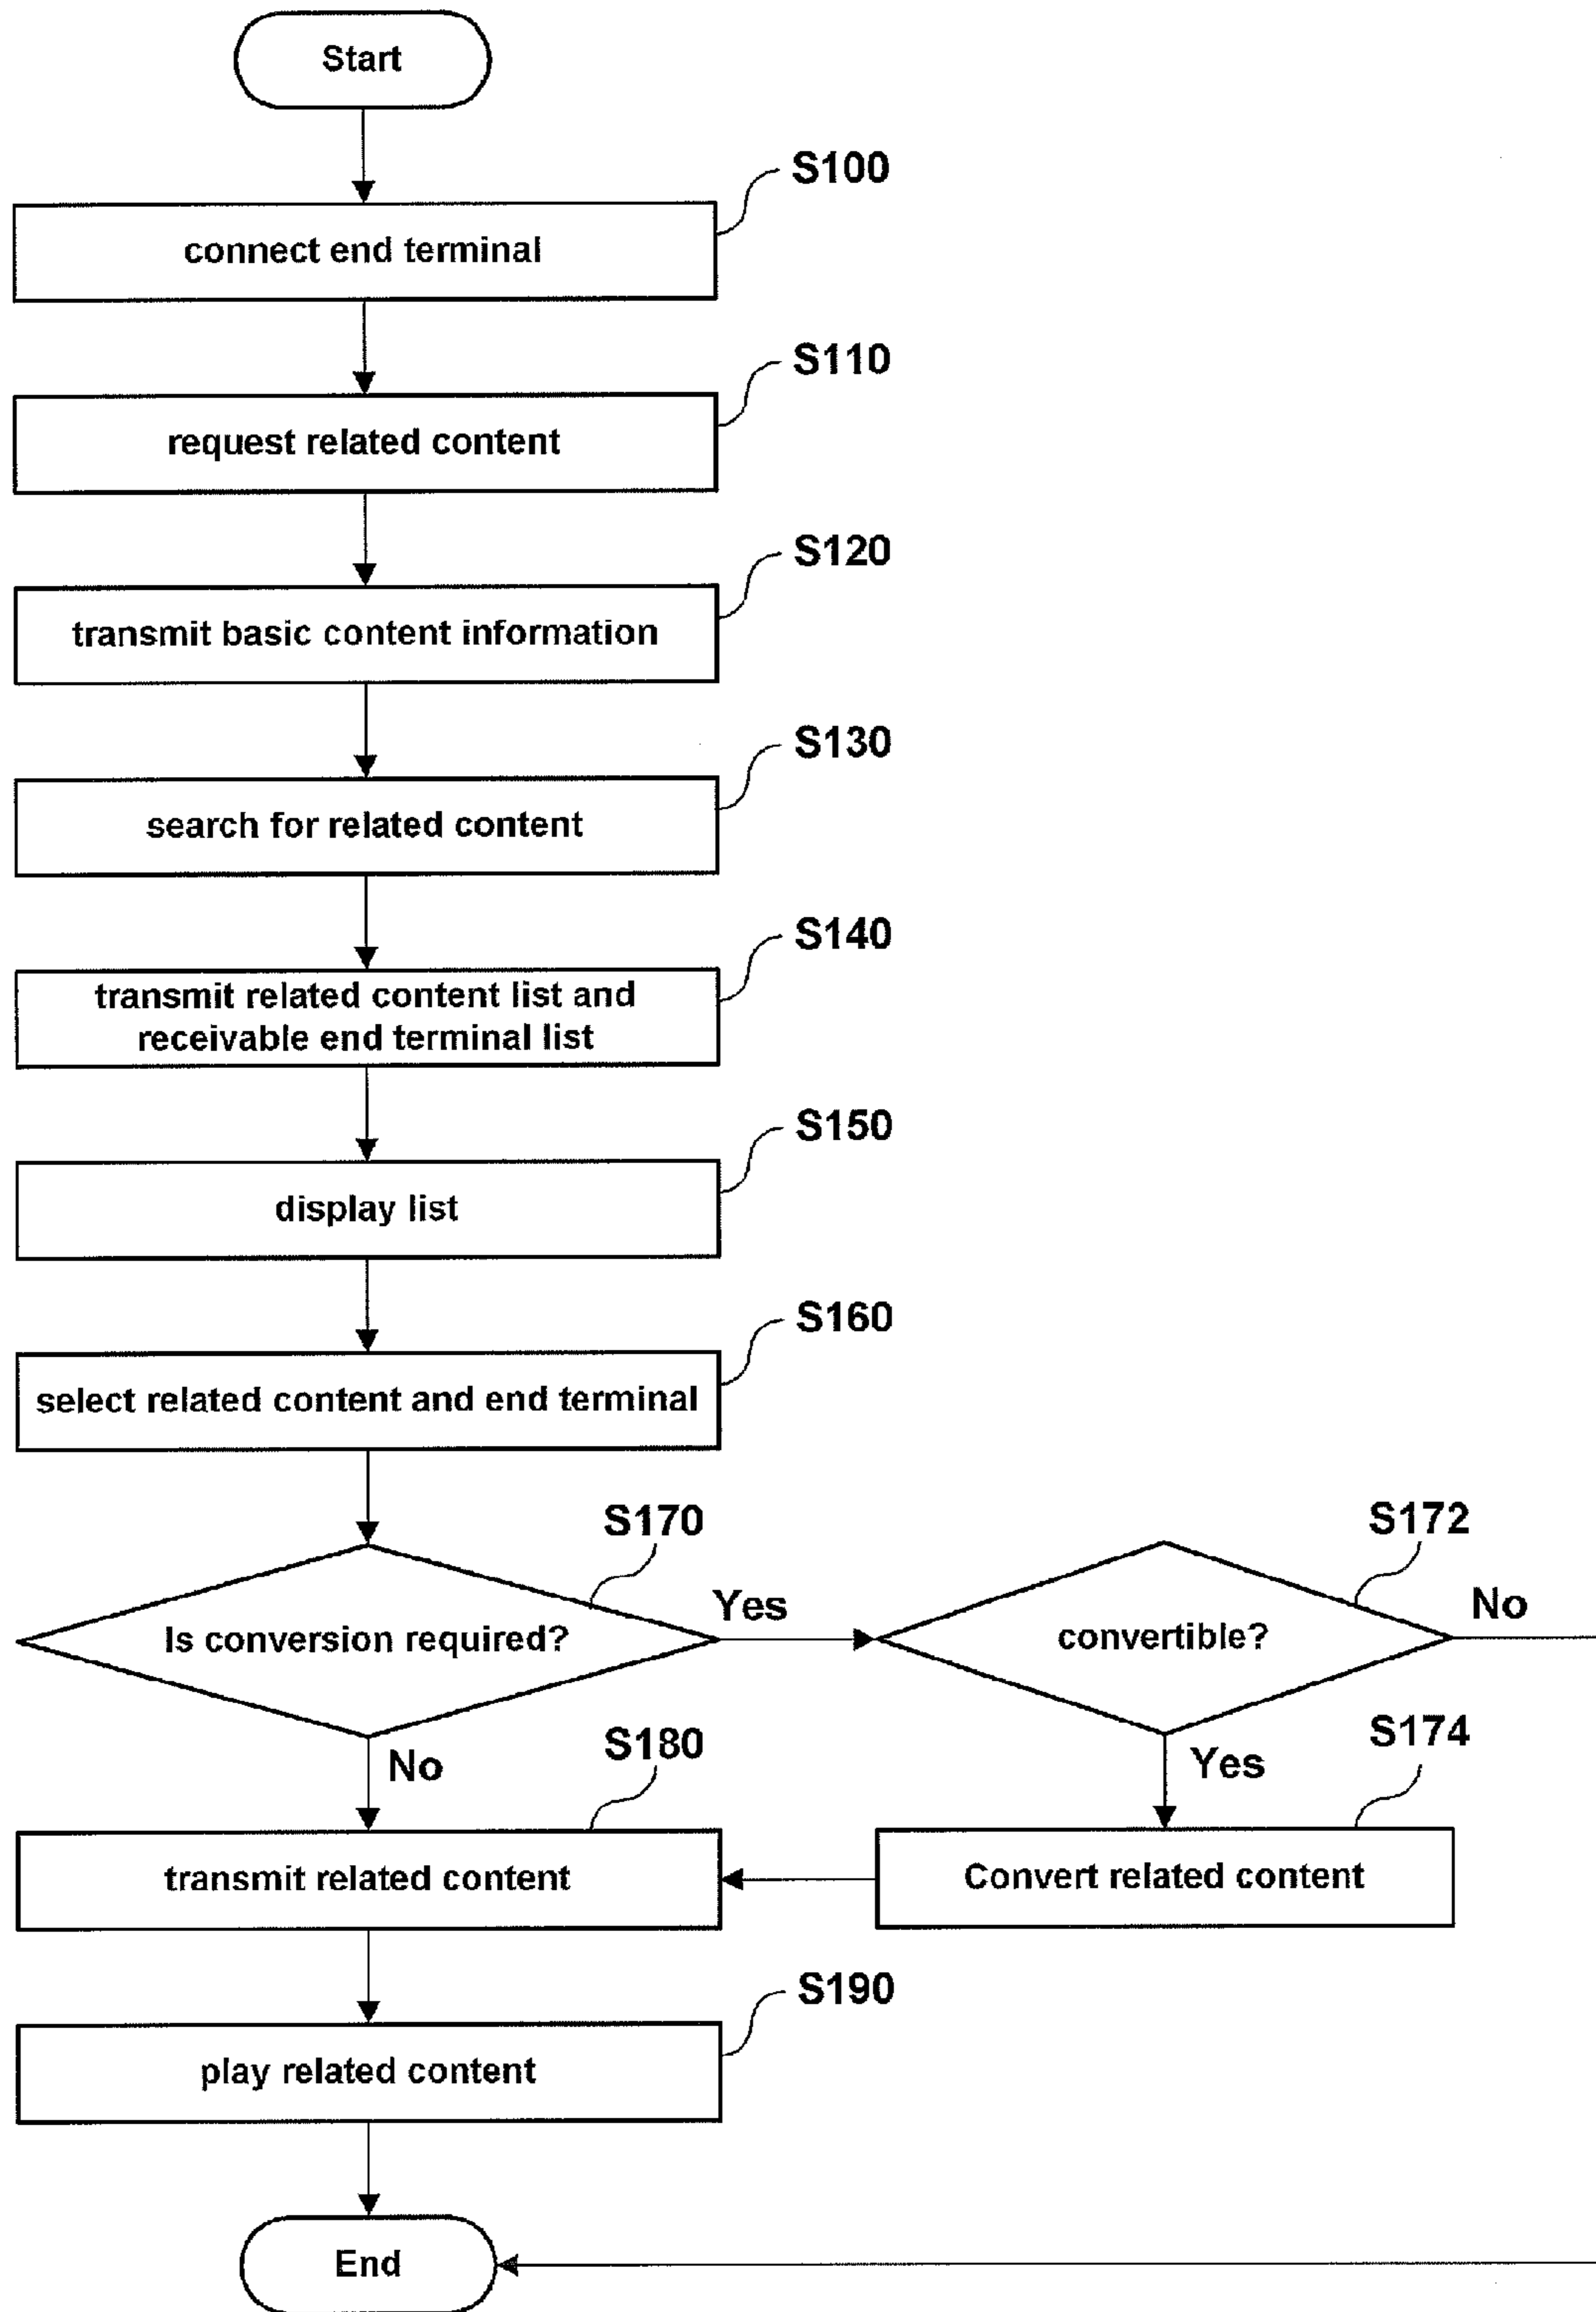 Start
S100
connect end terminal
S110
request related content
S120
transmit basic content information
S130
search for related content
S140
transmit related content list and
receivable end terminal list
S150
display list
S160
select related content and end terminal
S170
Is conversion required?
Yes
S172
convertible?
No
No
S180
transmit related content
Yes
S174
Convert related content
S190
play related content
End